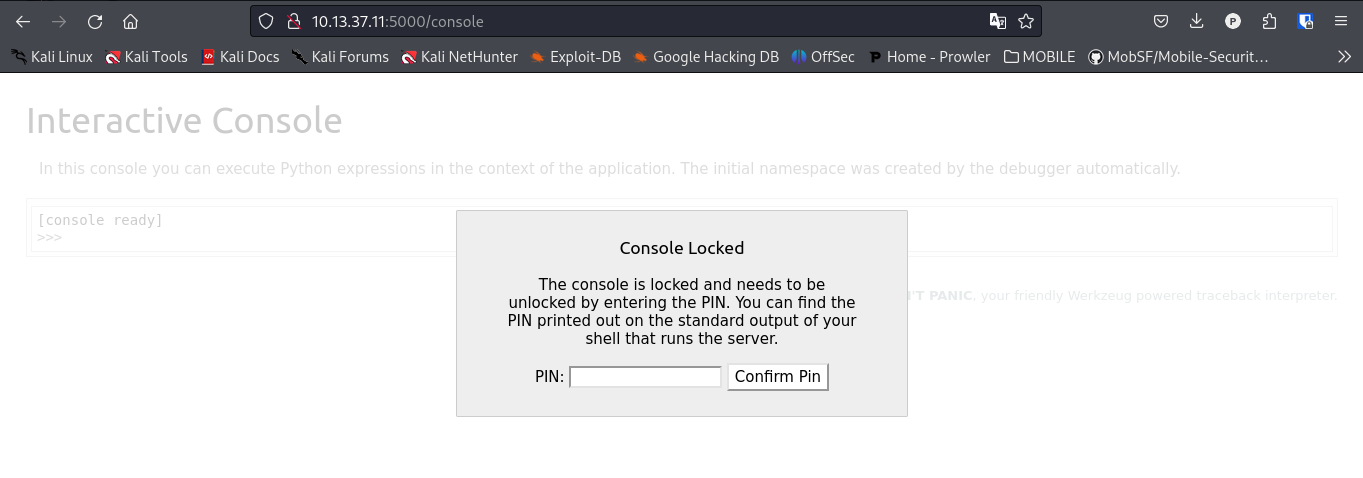 10.13.37.11:5000/console
Kali Linux Kali Tools Kali Docs Kali Forums Kali NetHunter Exploit-DB Google Hacking DB OffSec Home - Prowler MOBILE MobSF/Mobile-Securit…
Interactive Console
In this console you can execute Python expressions in the context of the application. The initial namespace was created by the debugger automatically.
[console ready]
>>>
Console Locked
The console is locked and needs to be
unlocked by entering the PIN. You can find the
PIN printed out on the standard output of your
shell that runs the server.
PIN: Confirm Pin
'T PANIC, your friendly Werkzeug powered traceback interpreter.